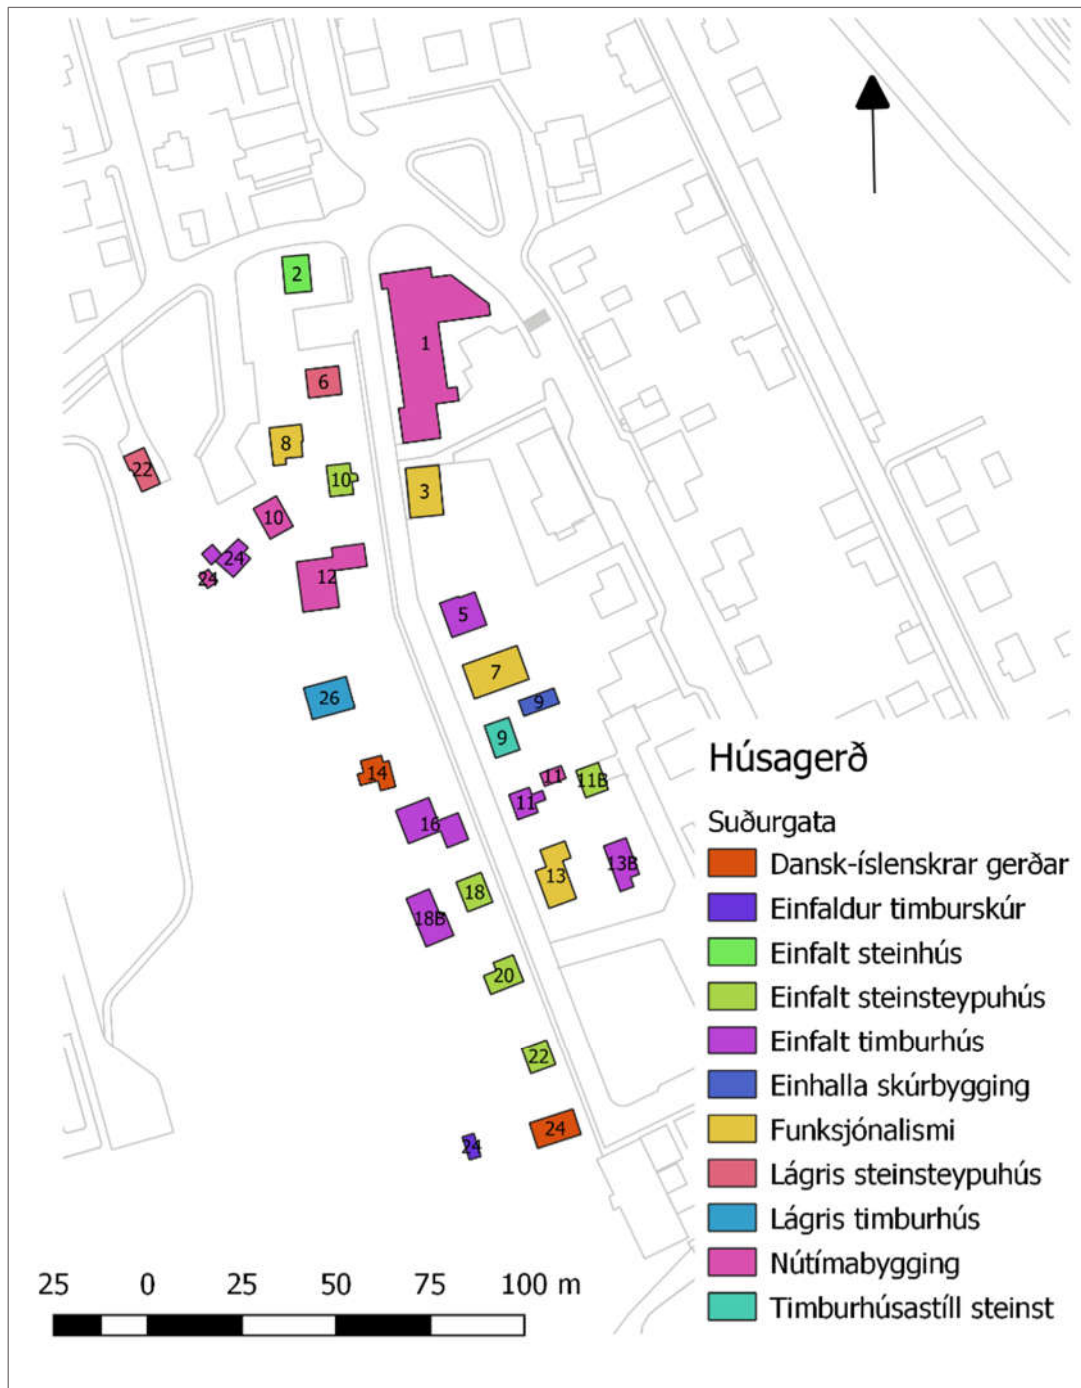 2
1
6
8
22
10
3
10
24
24
12
5
7
26
9
9
14
11
11B
11
16
13B
13
18
18B
20
22
24
24
Húsagerð
Suðurgata
Dansk-íslenskrar gerðar
Einfaldur timburskúr
Einfalt steinhús
Einfalt steinsteypuhús
Einfalt timburhús
Einhalla skúrbygging
Funksjónalismi
Lágris steinsteypuhús
Lágris timburhús
Nútímabygging
Timburhúsastíll steinst
25 0 25 50 75 100 m